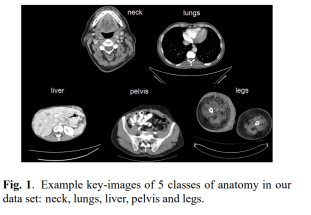 neck
lungs
liver
pelvis
legs
Fig. 1. Example key-images of 5 classes of anatomy in our
data set: neck, lungs, liver, pelvis and legs.